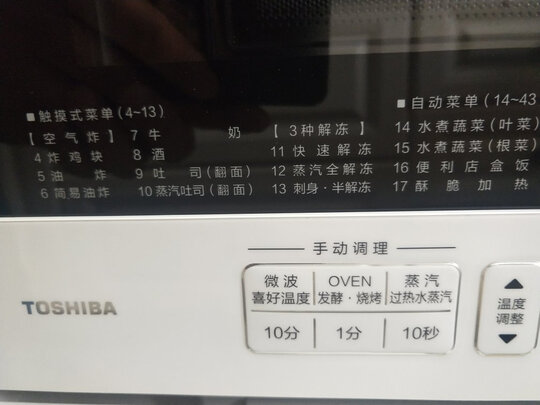 ■ 触摸式菜单(4~13)
【空气炸】 7 牛 奶 【3种解冻】
4 炸鸡块 8 酒 11 快速解冻
5 油 炸 9 吐 司(翻面) 12 蒸汽全解冻
6 简易油炸 10 蒸汽吐司(翻面) 13 刺身·半解冻
■ 自动菜单(14~43
14 水煮蔬菜(叶菜)
15 水煮蔬菜(根菜)
16 便利店盒饭
17 酥脆加热
手动调理
微波 OVEN 蒸汽
喜好温度 发酵·烧烤 过热水蒸汽
10分 1分 10秒
TOSHIBA
▲
温度
调整
▼